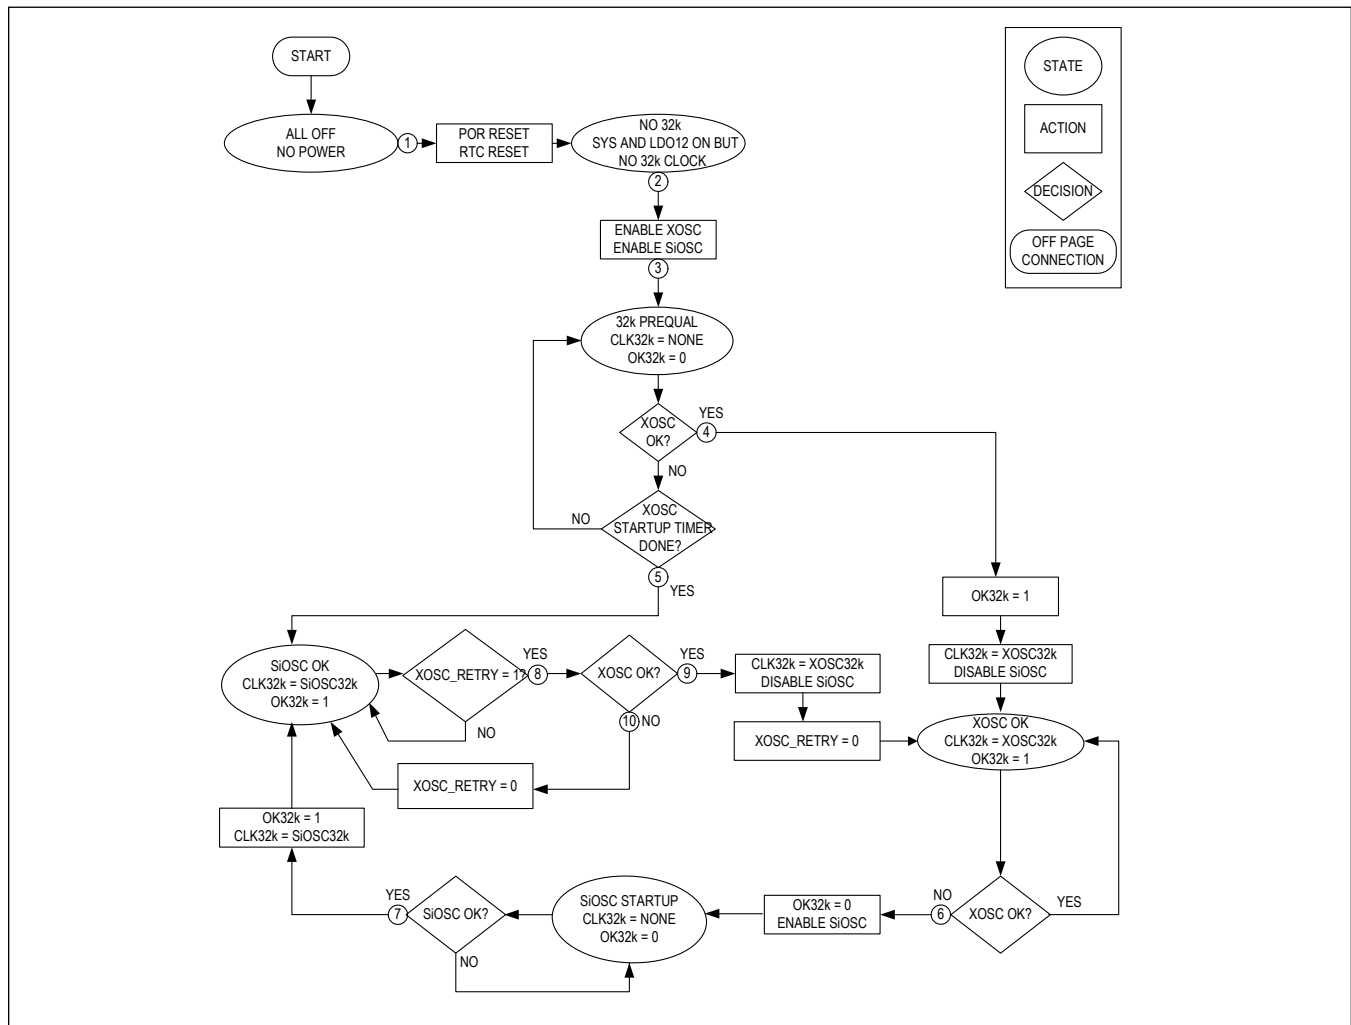 START
ALL OFF
NO POWER
1
POR RESET
RTC RESET
NO 32k
SYS AND LDO12 ON BUT
NO 32k CLOCK
2
ENABLE XOSC
ENABLE SiOSC
3
32k PREQUAL
CLK32k = NONE
OK32k = 0
XOSC
OK?
YES
4
NO
XOSC
STARTUP TIMER
DONE?
NO
5
YES
OK32k = 1
CLK32k = XOSC32k
DISABLE SiOSC
SiOSC OK
CLK32k = SiOSC32k
OK32k = 1
XOSC_RETRY = 1?
NO
YES
8
XOSC OK?
YES
9
10
NO
CLK32k = XOSC32k
DISABLE SiOSC
XOSC_RETRY = 0
XOSC_RETRY = 0
XOSC OK
CLK32k = XOSC32k
OK32k = 1
XOSC OK?
YES
NO
6
OK32k = 0
ENABLE SiOSC
SiOSC STARTUP
CLK32k = NONE
OK32k = 0
SiOSC OK?
NO
YES
7
OK32k = 1
CLK32k = SiOSC32k
STATE
ACTION
DECISION
OFF PAGE
CONNECTION